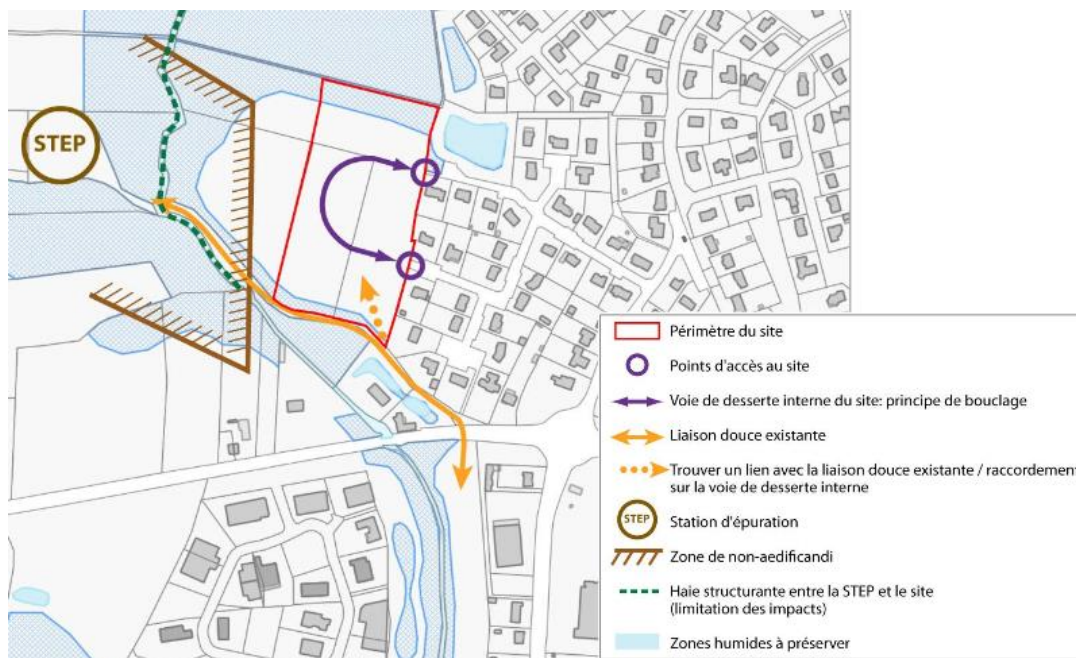 STEP
Périmètre du site
Points d'accès au site
Voie de desserte interne du site: principe de bouclage
Liaison douce existante
Trouver un lien avec la liaison douce existante / raccordement
sur la voie de desserte interne
STEP
Station d'épuration
Zone de non-aedificandi
Haie structurante entre la STEP et le site
(limitation des impacts)
Zones humides à préserver